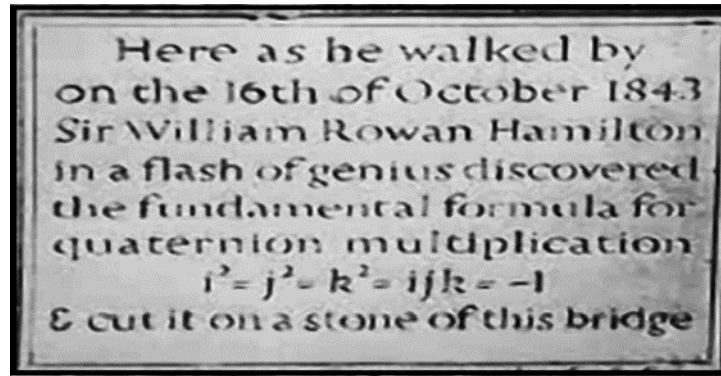 Here as he walked by
on the 16th of October 1843
Sir William Rowan Hamilton
in a flash of genius discovered
the fundamental formula for
quaternion multiplication
i² = j² = k² = ijk = −1
& cut it on a stone of this bridge